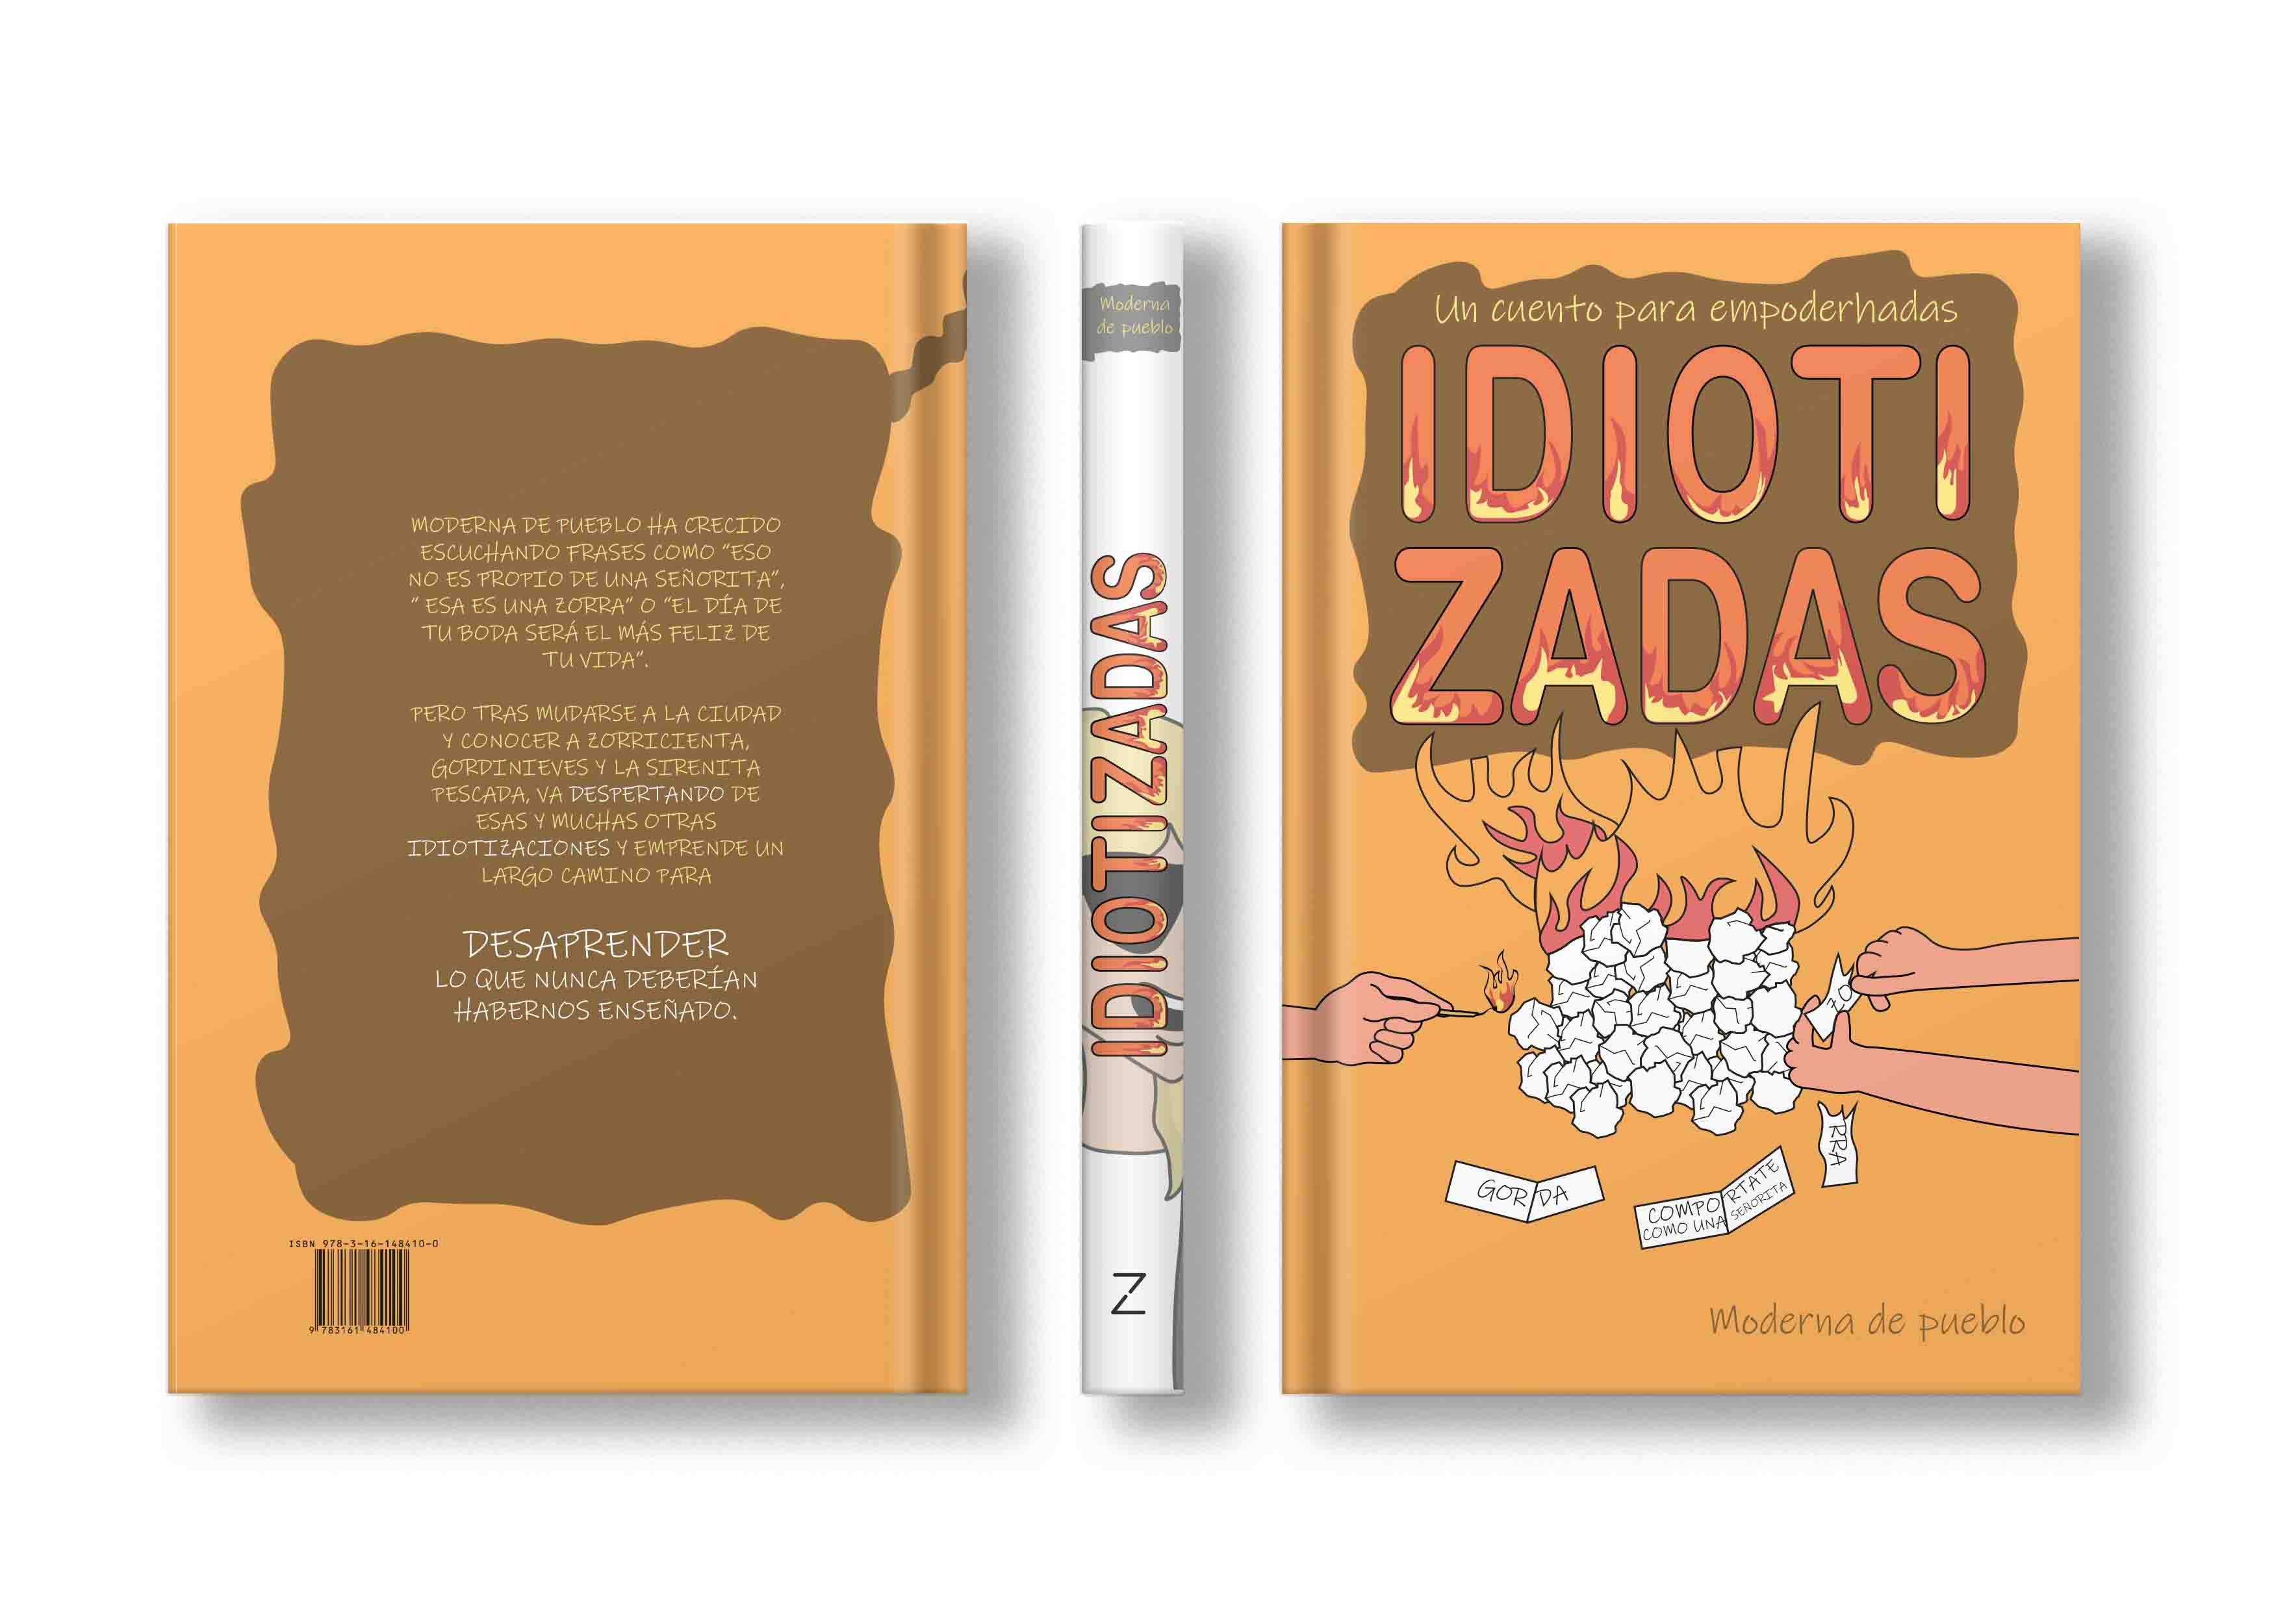 MODERNA DE PUEBLO HA CRECIDO
ESCUCHANDO FRASES COMO "ESO
NO ES PROPIO DE UNA SEÑORITA",
" ESA ES UNA ZORRA" O "EL DÍA DE
TU BODA SERÁ EL MÁS FELIZ DE
TU VIDA".
PERO TRAS MUDARSE A LA CIUDAD
Y CONOCER A ZORRICIENTA,
GORDINIEVES Y LA SIRENITA
PESCADA, VA DESPERTANDO DE
ESAS Y MUCHAS OTRAS
IDIOTIZACIONES Y EMPRENDE UN
LARGO CAMINO PARA
DESAPRENDER
LO QUE NUNCA DEBERÍAN
HABERNOS ENSEÑADO.
ISBN 978-3-16-148410-0
9 783161 484100
Moderna
de pueblo
IDIOTIZADAS
Z
Un cuento para empoderhadas
IDIOTI
ZADAS
ZO
RRA
GORDA
COMPORTATE
COMO UNA SEÑORITA
Moderna de pueblo